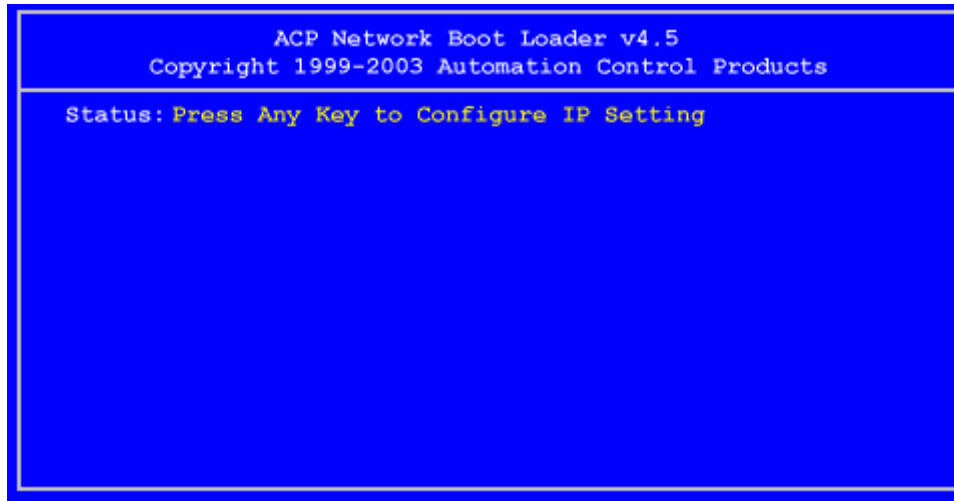 ACP Network Boot Loader v4.5
Copyright 1999-2003 Automation Control Products
Status: Press Any Key to Configure IP Setting